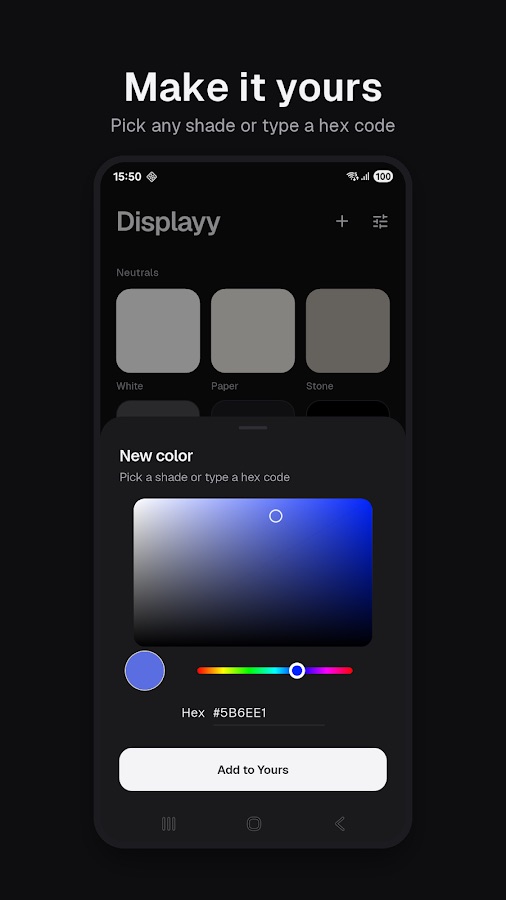 Make it yours
Pick any shade or type a hex code
15:50
100
Displayy
Neutrals
White
Paper
Stone
New color
Pick a shade or type a hex code
Hex #5B6EE1
Add to Yours